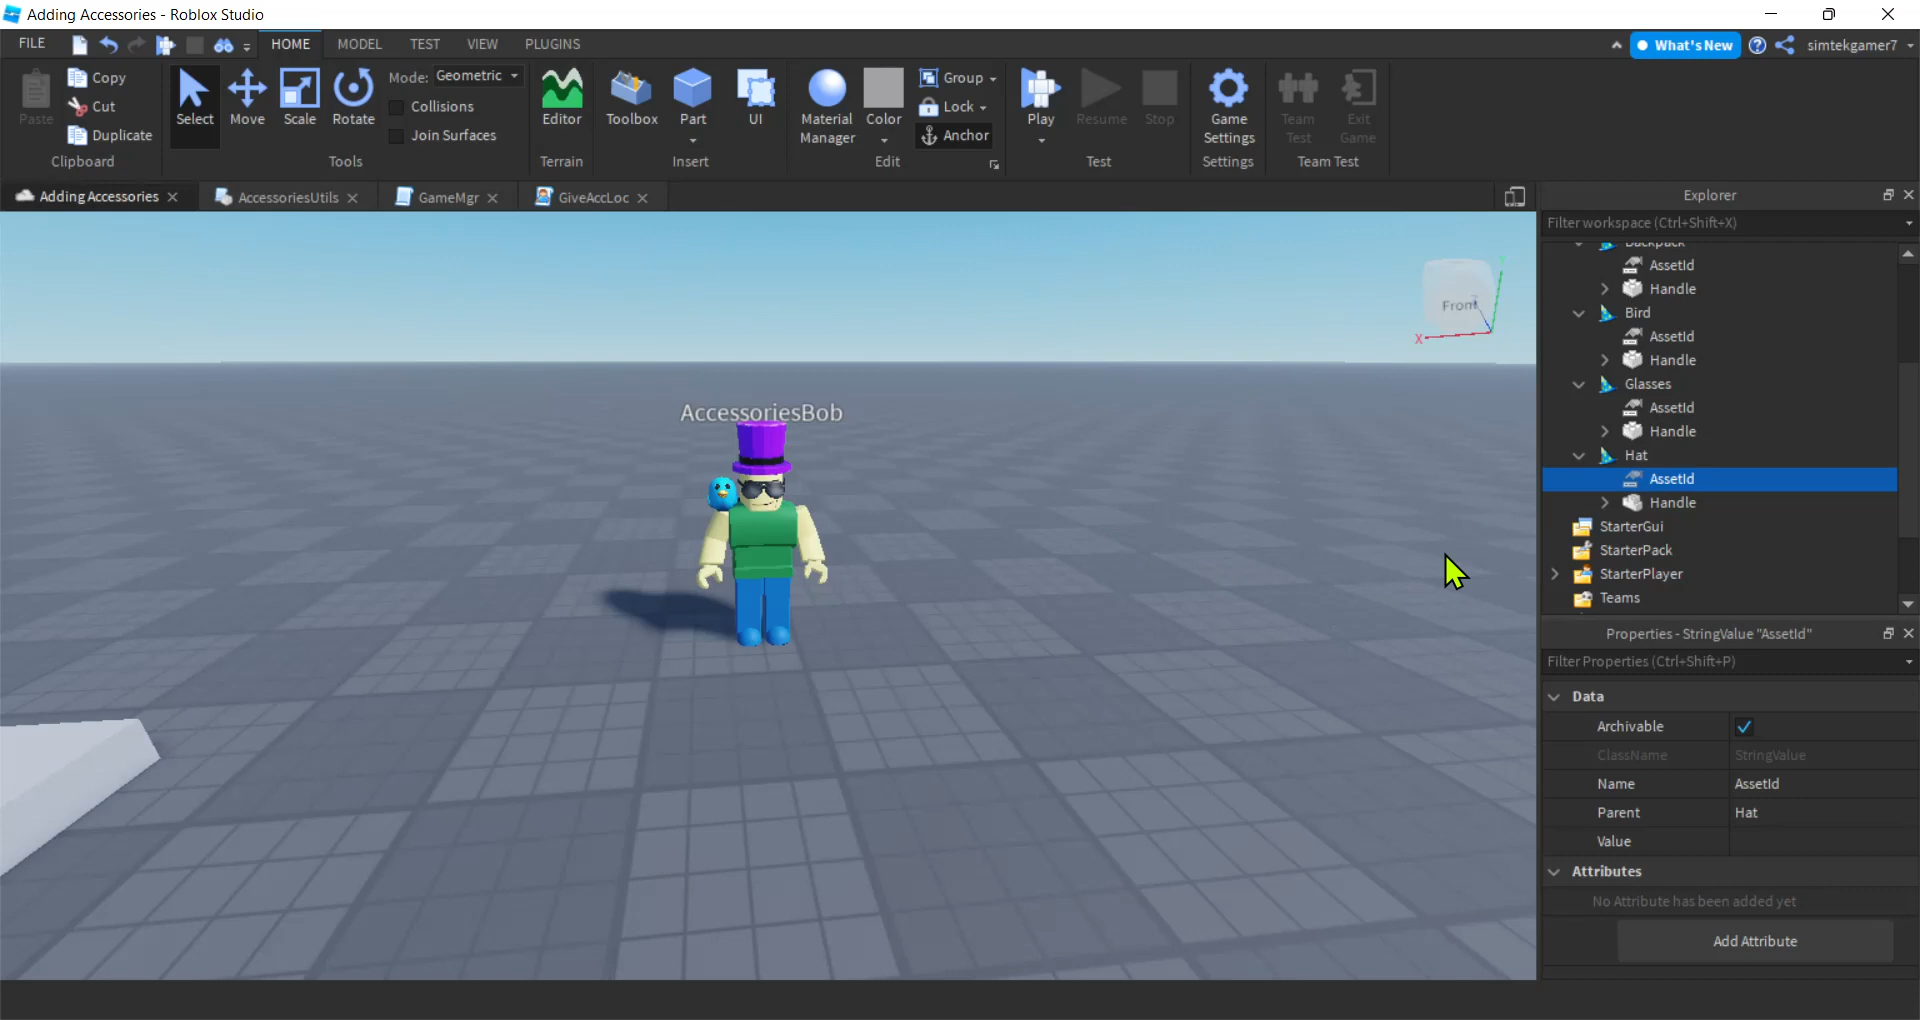 Adding Accessories - Roblox Studio
FILE
HOME
MODEL
TEST
VIEW
PLUGINS
What's New
simtekgamer7
Paste
Copy
Cut
Duplicate
Clipboard
Select
Move
Scale
Rotate
Mode: Geometric
Collisions
Join Surfaces
Tools
Editor
Terrain
Toolbox
Part
UI
Insert
Material
Manager
Color
Group
Lock
Anchor
Edit
Play
Resume
Stop
Test
Game
Settings
Settings
Team
Test
Exit
Game
Team Test
Adding Accessories
AccessoriesUtils
GameMgr
GiveAccLoc
Front
X
AccessoriesBob
Explorer
Filter workspace (Ctrl+Shift+X)
Backpack
AssetId
Handle
Bird
AssetId
Handle
Glasses
AssetId
Handle
Hat
AssetId
Handle
StarterGui
StarterPack
StarterPlayer
Teams
Properties - StringValue "AssetId"
Filter Properties (Ctrl+Shift+P)
Data
Archivable
ClassName StringValue
Name AssetId
Parent Hat
Value
Attributes
No Attribute has been added yet
Add Attribute